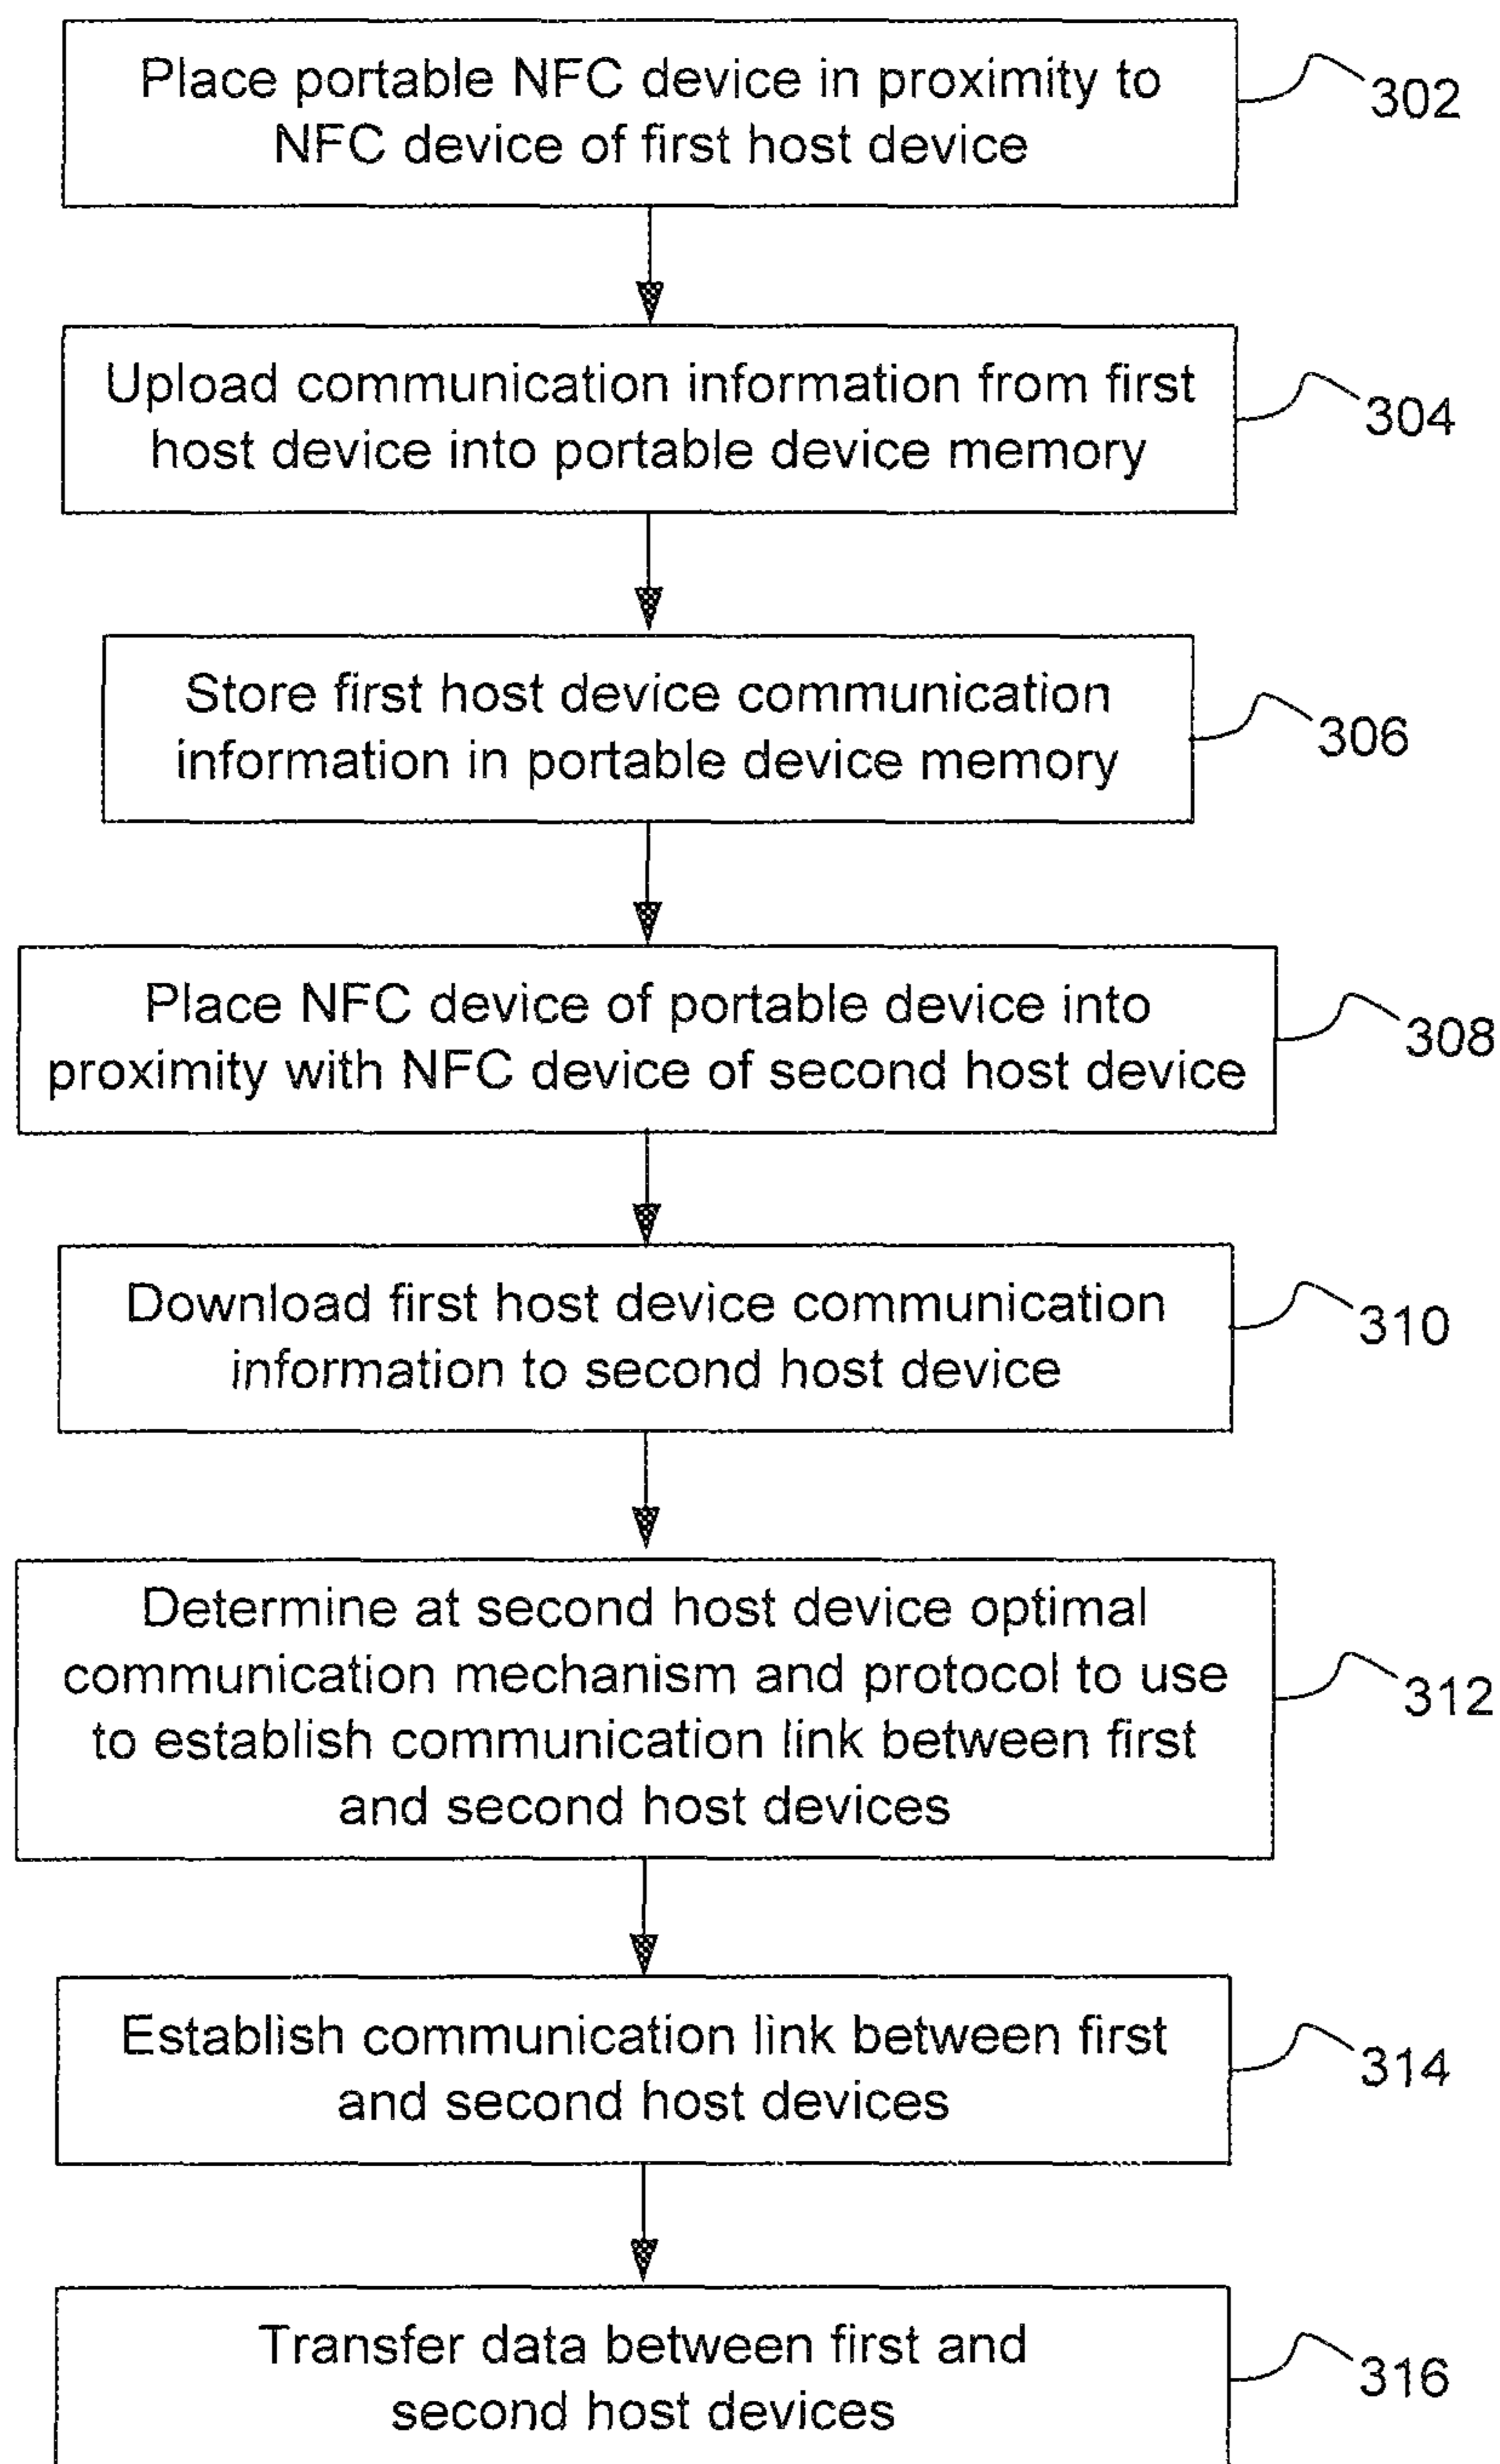 Place portable NFC device in proximity to
NFC device of first host device
302
Upload communication information from first
host device into portable device memory
304
Store first host device communication
information in portable device memory
306
Place NFC device of portable device into
proximity with NFC device of second host device
308
Download first host device communication
information to second host device
310
Determine at second host device optimal
communication mechanism and protocol to use
to establish communication link between first
and second host devices
312
Establish communication link between first
and second host devices
314
Transfer data between first and
second host devices
316